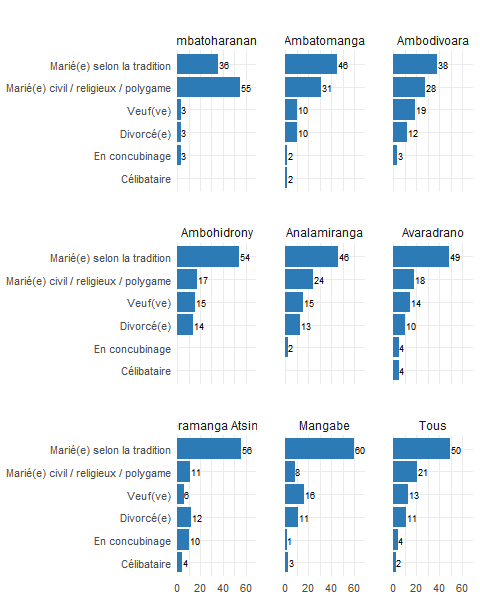 mbatoharanan Ambatomanga Ambodivoara
Marié(e) selon la tradition 36 46 38
Marié(e) civil / religieux / polygame 55 31 28
Veuf(ve) 3 10 19
Divorcé(e) 3 10 12
En concubinage 3 2 3
Célibataire 2
Ambohidrony Analamiranga Avaradrano
Marié(e) selon la tradition 54 46 49
Marié(e) civil / religieux / polygame 17 24 18
Veuf(ve) 15 15 14
Divorcé(e) 14 13 10
En concubinage 2 4
Célibataire 4
ramanga Atsin Mangabe Tous
Marié(e) selon la tradition 56 60 50
Marié(e) civil / religieux / polygame 11 8 21
Veuf(ve) 6 16 13
Divorcé(e) 12 11 11
En concubinage 10 1 4
Célibataire 4 3 2
0 20 40 60 0 20 40 60 0 20 40 60